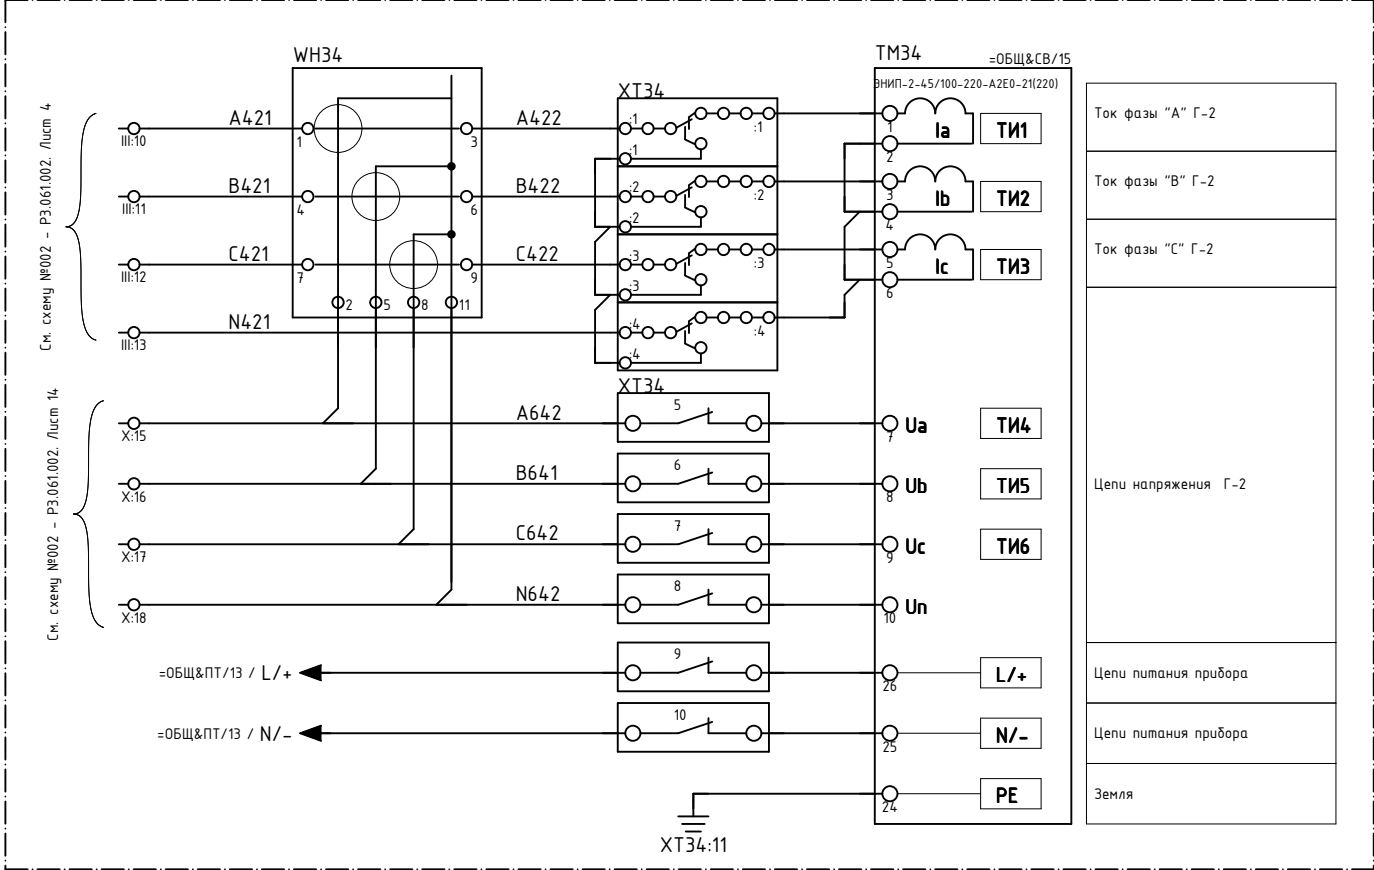 WH34
TM34
=ОБЩ&СВ/15
ЭНИП-2-45/100-220-А2Е0-21(220)
XT34
См. схему №002 - РЗ.061.002. Лист 4
III:10
A421
1
3
A422
:1
:1
:1
1
2
Ia
ТИ1
Ток фазы "А" Г-2
III:11
B421
4
6
B422
:2
:2
:2
3
4
Ib
ТИ2
Ток фазы "В" Г-2
III:12
C421
7
9
C422
:3
:3
:3
5
6
Ic
ТИ3
Ток фазы "С" Г-2
2
5
8
11
III:13
N421
:4
:4
:4
XT34
См. схему №002 - РЗ.061.002. Лист 14
X:15
A642
5
7
Ua
ТИ4
X:16
B641
6
8
Ub
ТИ5
Цепи напряжения Г-2
X:17
C642
7
9
Uc
ТИ6
X:18
N642
8
10
Un
=ОБЩ&ПТ/13 / L/+
9
26
L/+
Цепи питания прибора
=ОБЩ&ПТ/13 / N/-
10
25
N/-
Цепи питания прибора
24
PE
Земля
XT34:11